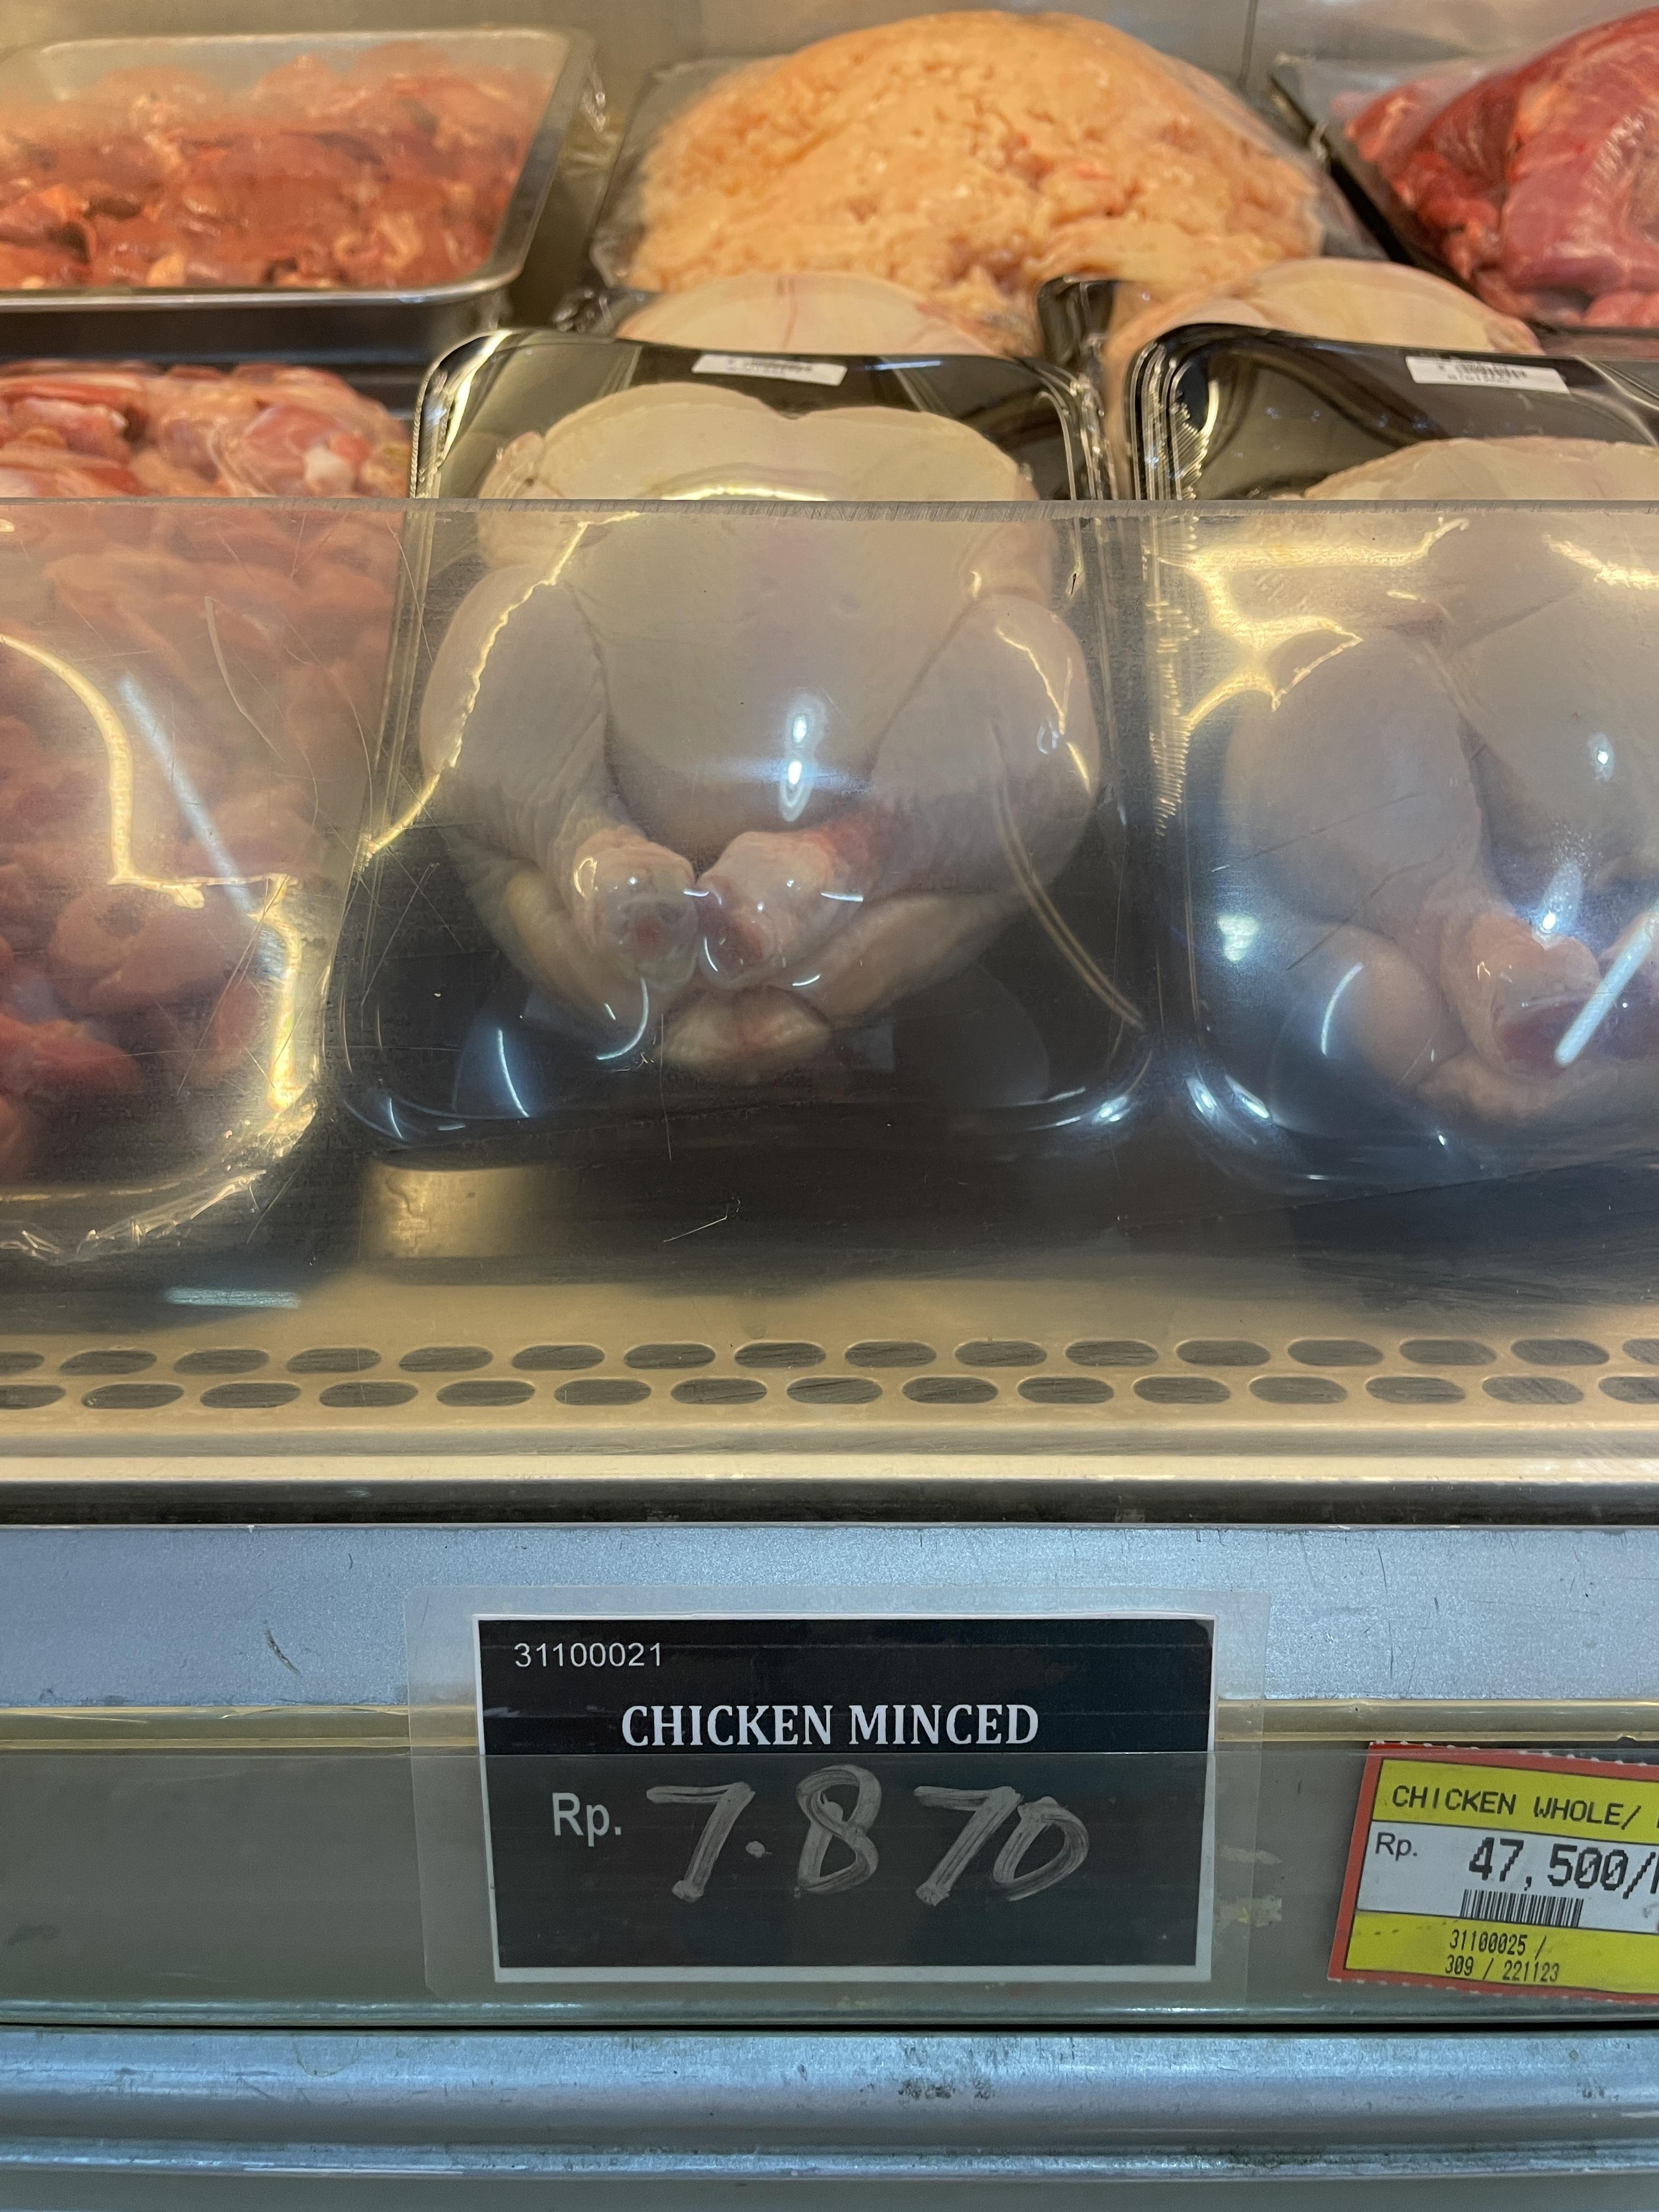 31100021
CHICKEN MINCED
Rp. 7.870
CHICKEN WHOLE/
Rp. 47,500/
31100025 /
309 / 221123